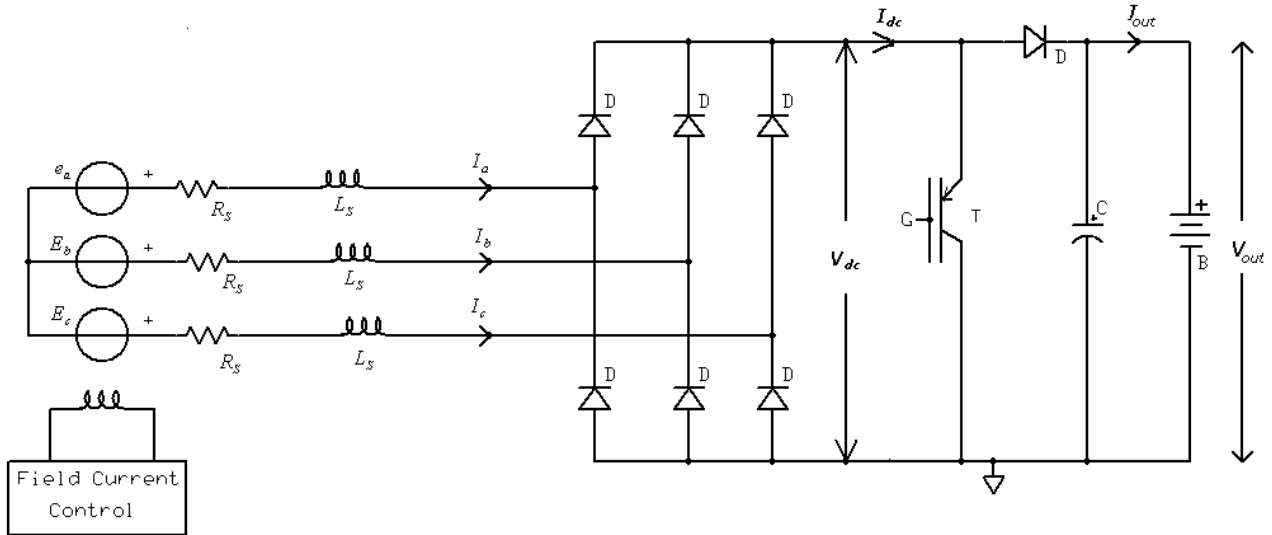 I_dc
I_out
D
D D D
e_a + R_s L_s I_a
E_b + R_s L_s I_b
E_c + R_s L_s I_c
G T
C + +
B
V_dc
V_out
D D D
Field Current
Control